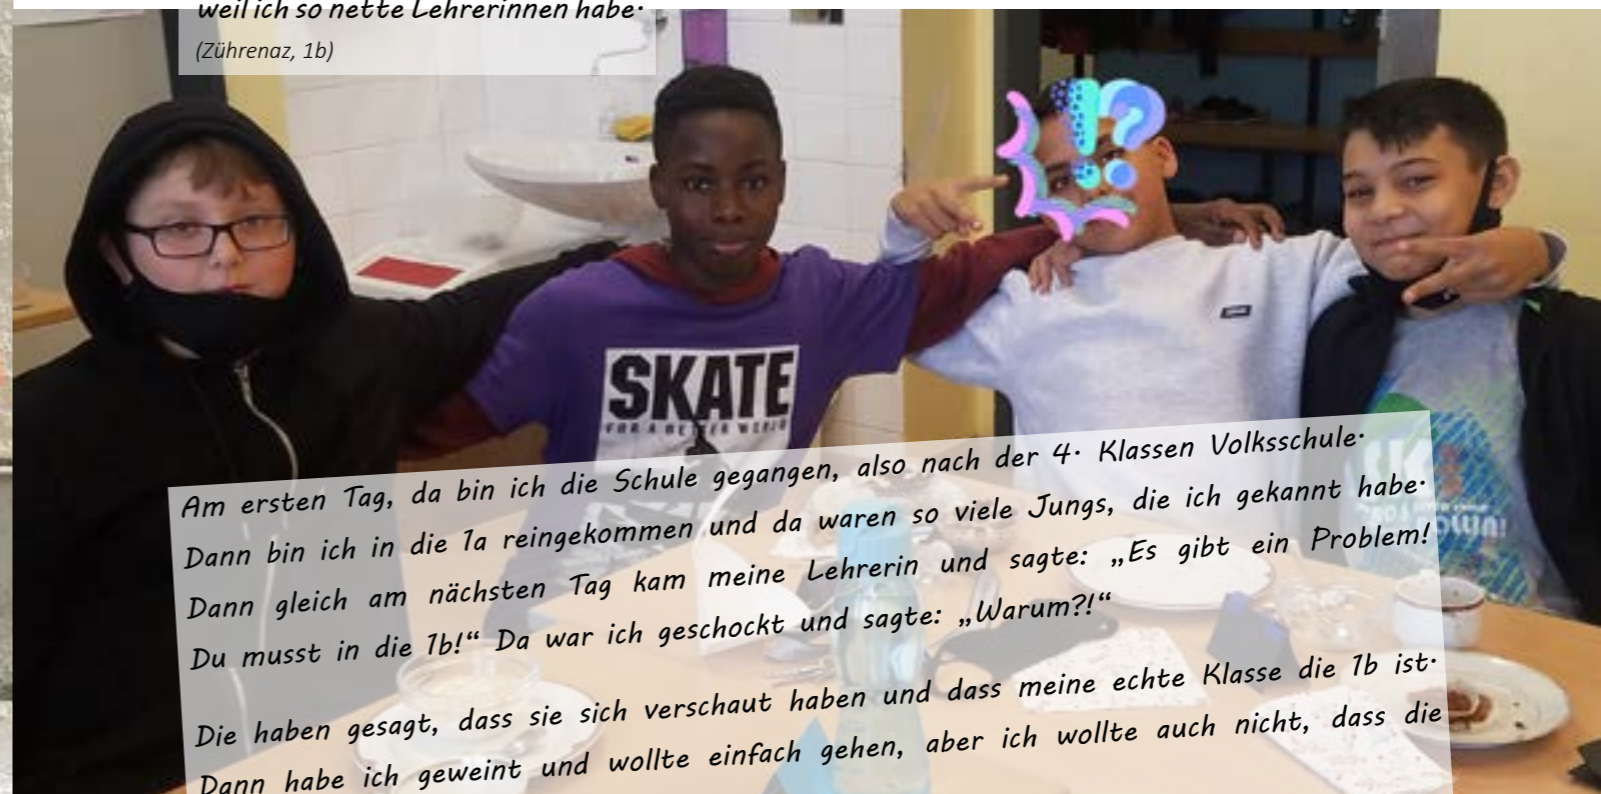 weil ich so nette Lehrerinnen habe.
(Zührenaz, 1b)
SKATE
FOR A BETTER WORLD
Am ersten Tag, da bin ich die Schule gegangen, also nach der 4. Klassen Volksschule.
Dann bin ich in die 1a reingekommen und da waren so viele Jungs, die ich gekannt habe.
Dann gleich am nächsten Tag kam meine Lehrerin und sagte: „Es gibt ein Problem!
Du musst in die 1b!“ Da war ich geschockt und sagte: „Warum?!“
Die haben gesagt, dass sie sich verschaut haben und dass meine echte Klasse die 1b ist.
Dann habe ich geweint und wollte einfach gehen, aber ich wollte auch nicht, dass die